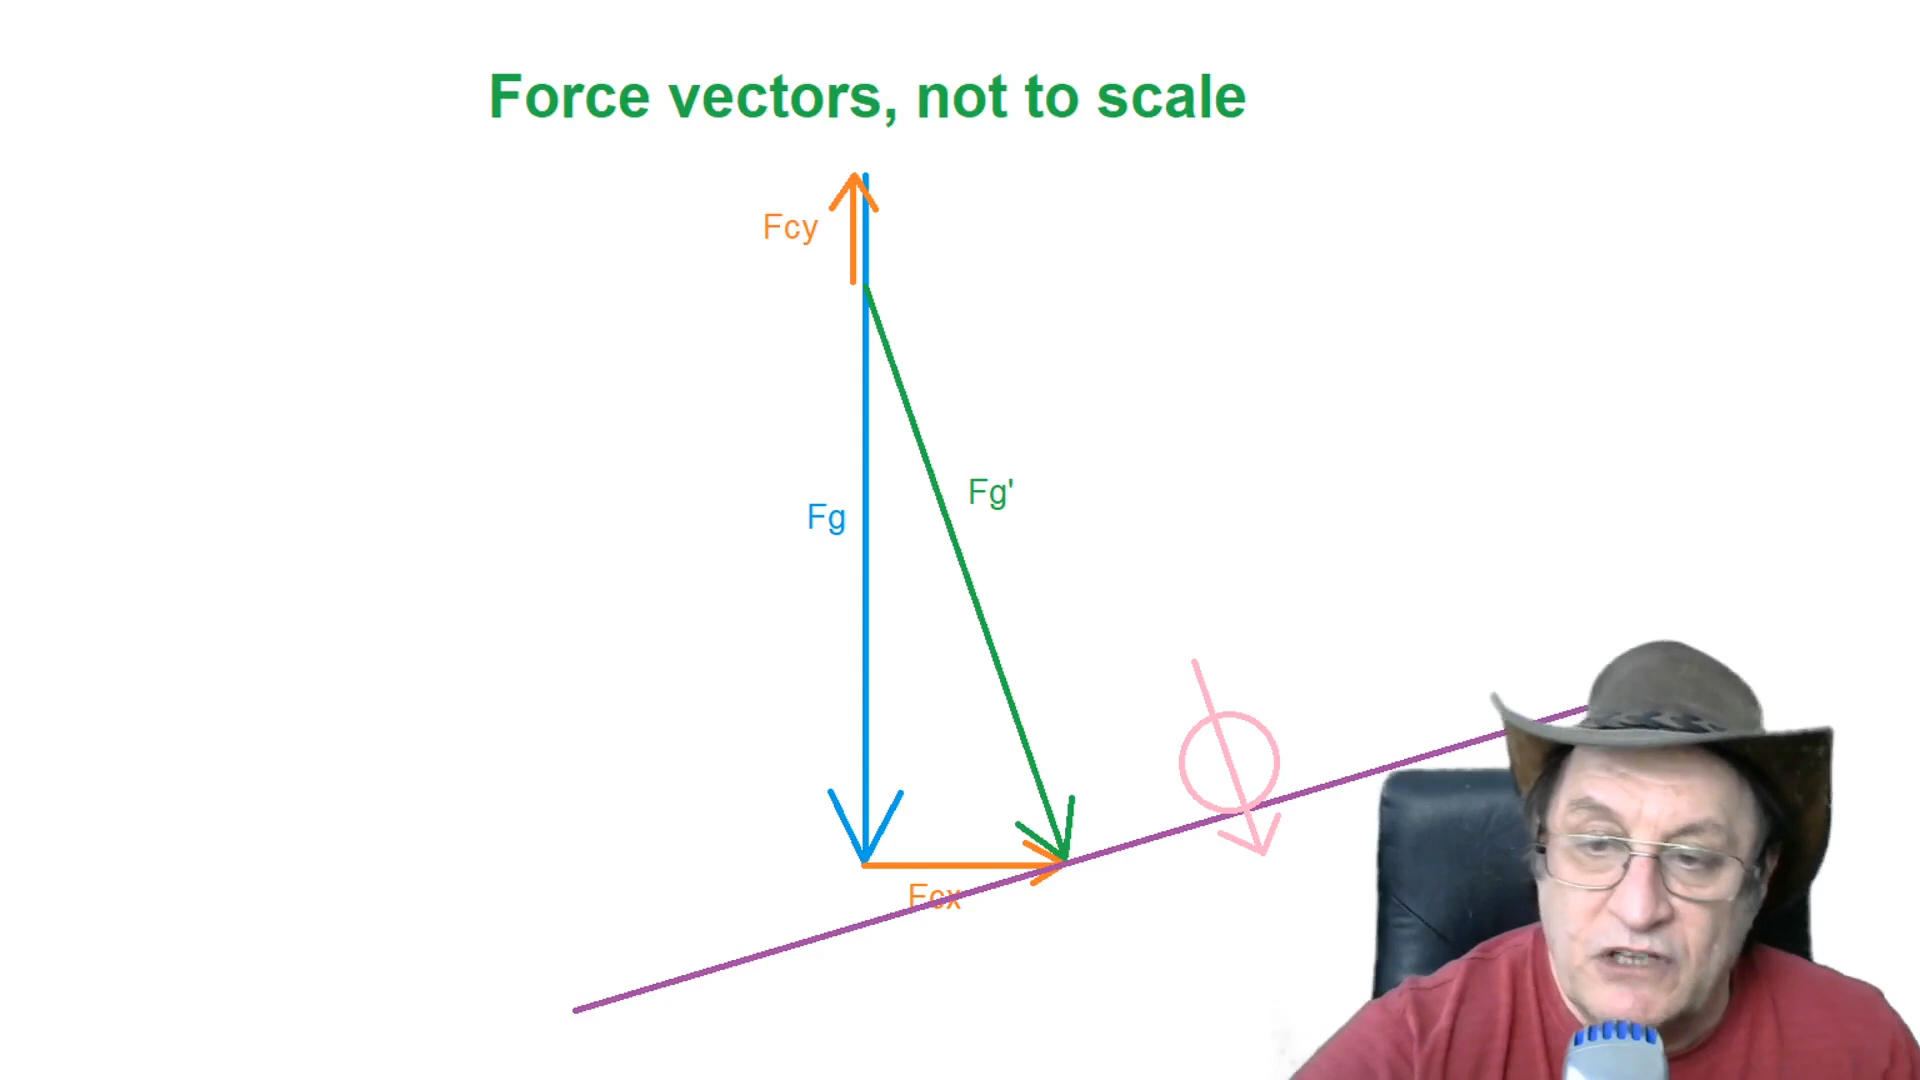 Force vectors, not to scale
Fcy
Fg'
Fg
Fcx